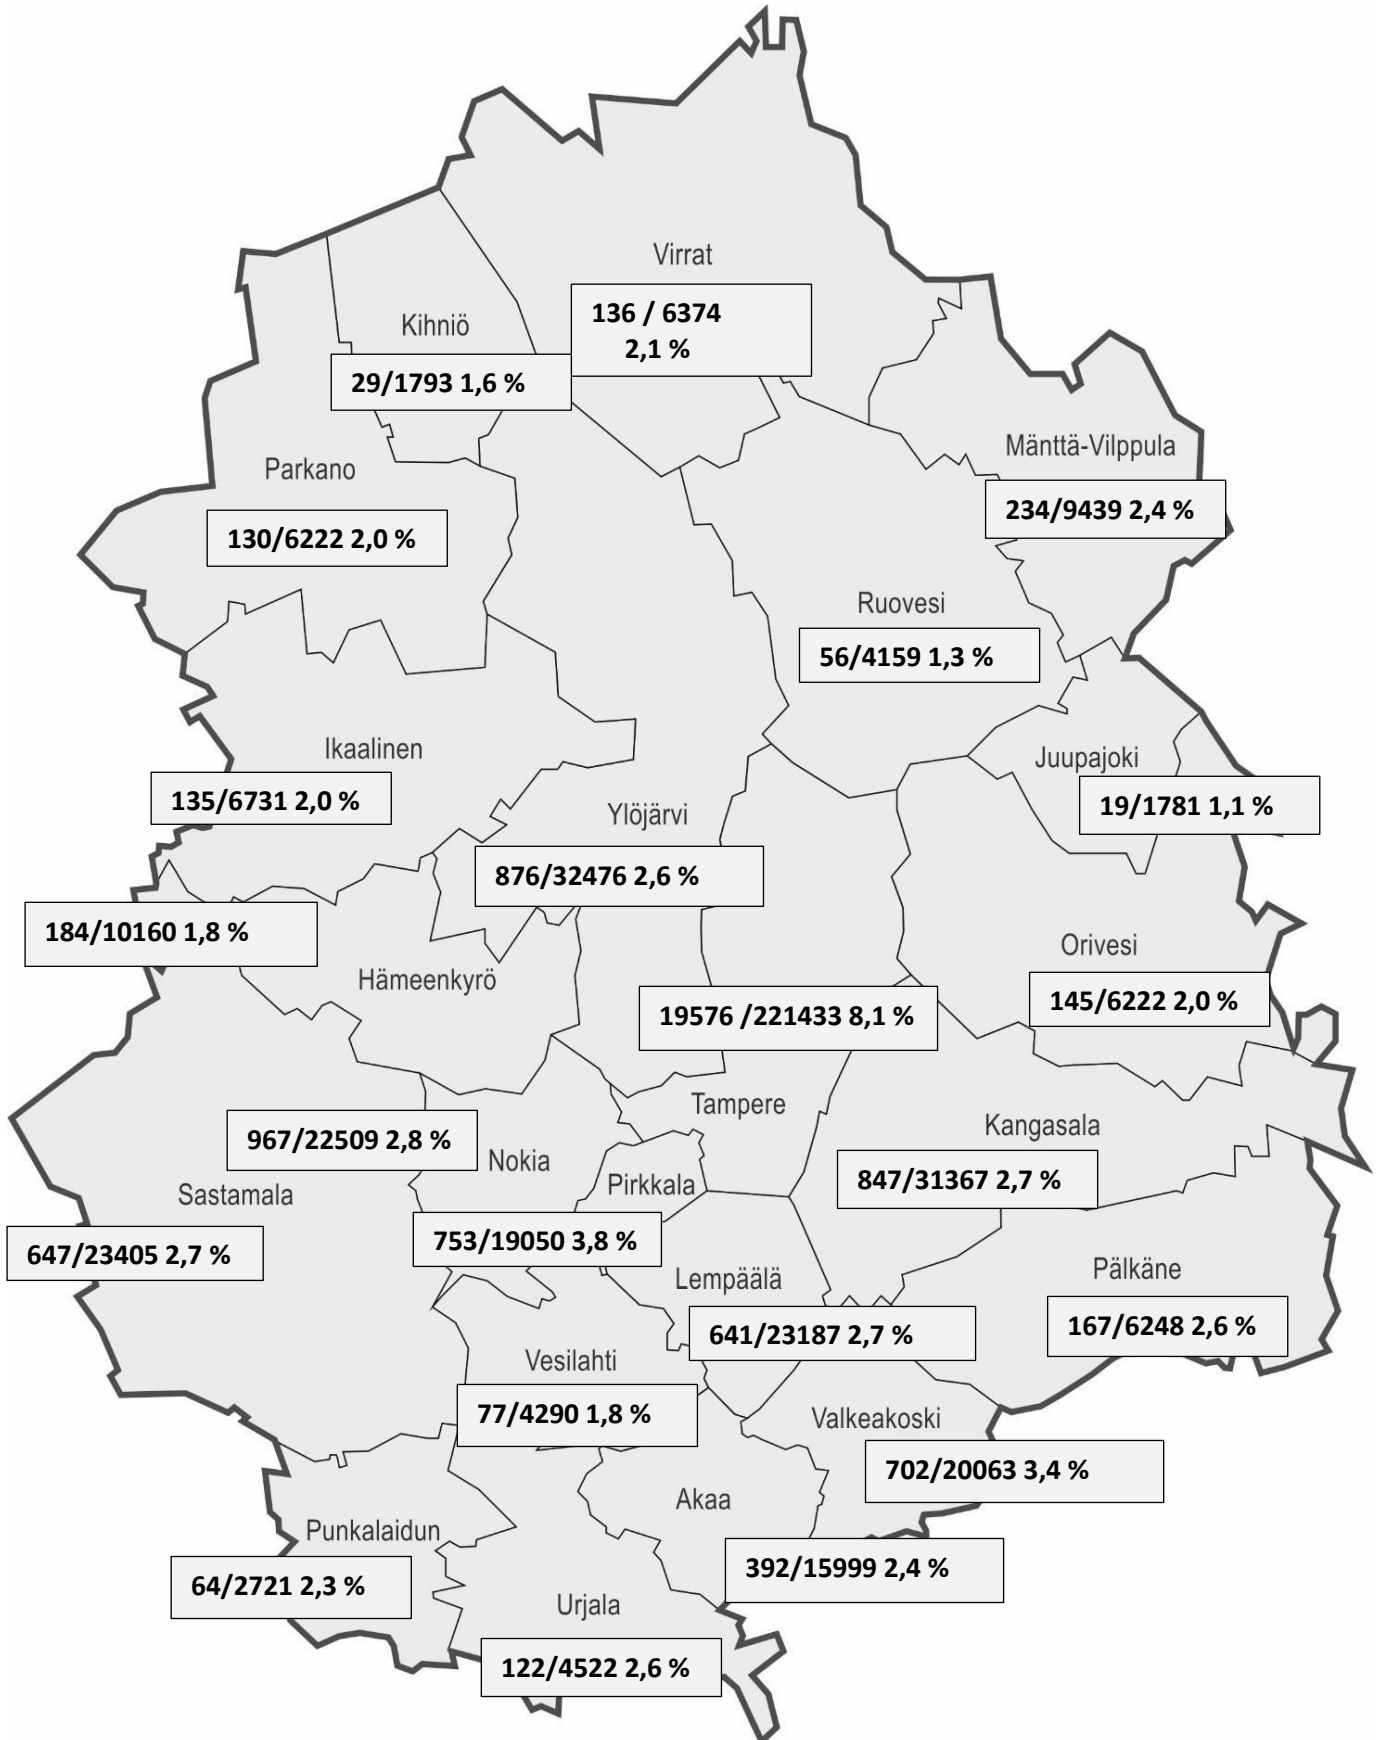 Virrat
136 / 6374
2,1 %
Kihniö
29/1793 1,6 %
Mänttä-Vilppula
234/9439 2,4 %
Parkano
130/6222 2,0 %
Ruovesi
56/4159 1,3 %
Ikaalinen
135/6731 2,0 %
Juupajoki
19/1781 1,1 %
Ylöjärvi
876/32476 2,6 %
184/10160 1,8 %
Hämeenkyrö
Orivesi
145/6222 2,0 %
19576 /221433 8,1 %
Tampere
Kangasala
847/31367 2,7 %
967/22509 2,8 %
Nokia
Pirkkala
753/19050 3,8 %
Sastamala
647/23405 2,7 %
Lempäälä
641/23187 2,7 %
Pälkäne
167/6248 2,6 %
Vesilahti
77/4290 1,8 %
Valkeakoski
702/20063 3,4 %
Akaa
392/15999 2,4 %
Punkalaidun
64/2721 2,3 %
Urjala
122/4522 2,6 %